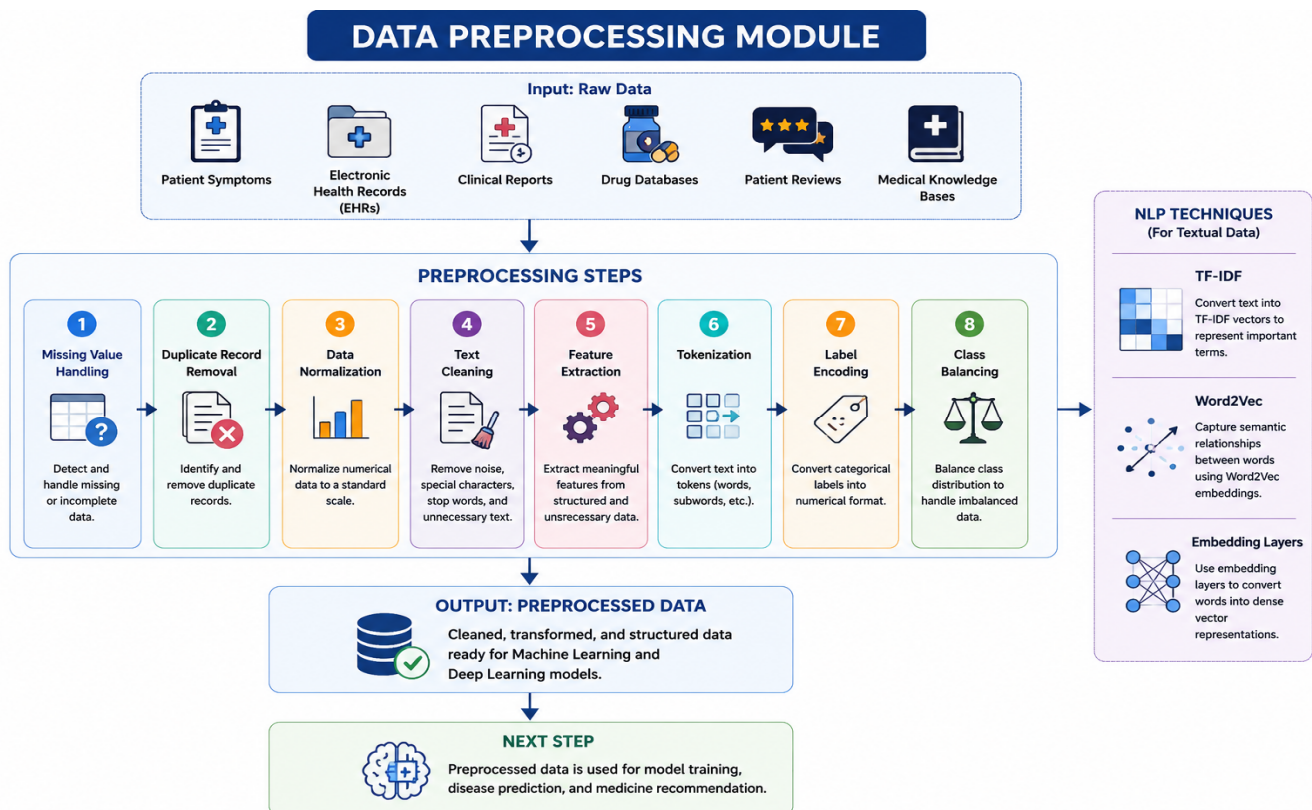 DATA PREPROCESSING MODULE
Input: Raw Data
Patient Symptoms
Electronic
Health Records
(EHRs)
Clinical Reports
Drug Databases
Patient Reviews
Medical Knowledge
Bases
PREPROCESSING STEPS
1
Missing Value
Handling
?
Detect and
handle missing
or incomplete
data.
2
Duplicate Record
Removal
Identify and
remove duplicate
records.
3
Data
Normalization
Normalize numerical
data to a standard
scale.
4
Text
Cleaning
Remove noise,
special characters,
stop words, and
unnecessary text.
5
Feature
Extraction
Extract meaningful
features from
structured and
unsrecessary data.
6
Tokenization
Convert text into
tokens (words,
subwords, etc.).
7
Label
Encoding
Convert categorical
labels into
numerical format.
8
Class
Balancing
Balance class
distribution to
handle imbalanced
data.
NLP TECHNIQUES
(For Textual Data)
TF-IDF
Convert text into
TF-IDF vectors to
represent important
terms.
Word2Vec
Capture semantic
relationships
between words
using Word2Vec
embeddings.
Embedding Layers
Use embedding
layers to convert
words into dense
vector
representations.
OUTPUT: PREPROCESSED DATA
Cleaned, transformed, and structured data
ready for Machine Learning and
Deep Learning models.
NEXT STEP
Preprocessed data is used for model training,
disease prediction, and medicine recommendation.